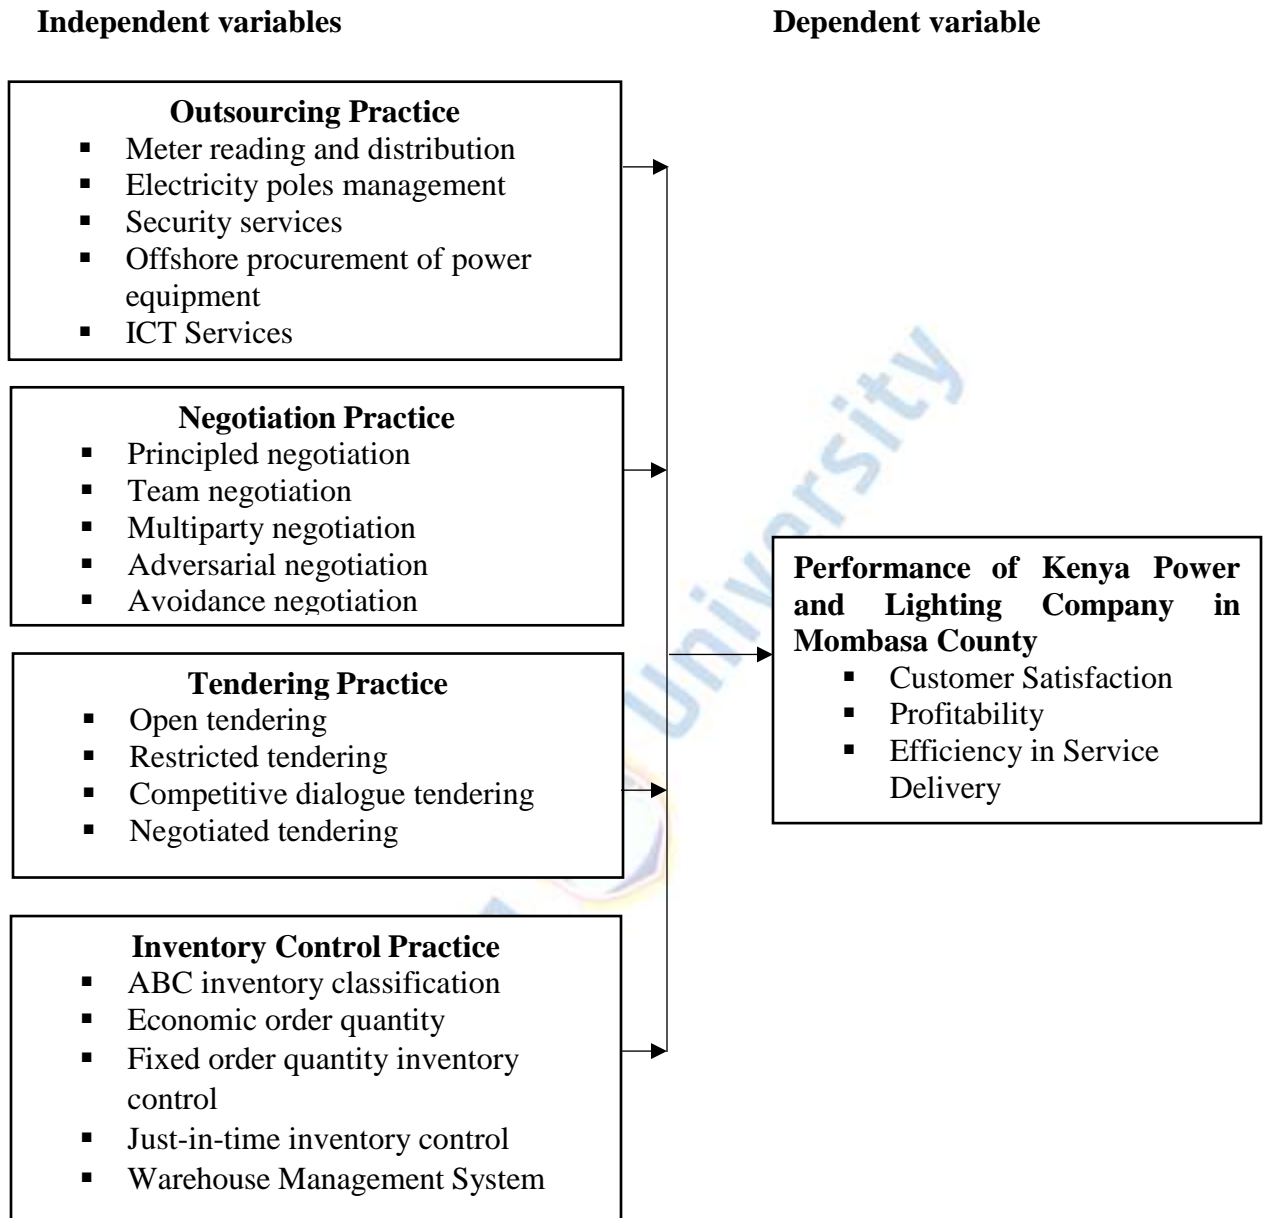 Independent variables
Dependent variable
Outsourcing Practice
▪ Meter reading and distribution
▪ Electricity poles management
▪ Security services
▪ Offshore procurement of power
equipment
▪ ICT Services
Negotiation Practice
▪ Principled negotiation
▪ Team negotiation
▪ Multiparty negotiation
▪ Adversarial negotiation
▪ Avoidance negotiation
Tendering Practice
▪ Open tendering
▪ Restricted tendering
▪ Competitive dialogue tendering
▪ Negotiated tendering
Inventory Control Practice
▪ ABC inventory classification
▪ Economic order quantity
▪ Fixed order quantity inventory
control
▪ Just-in-time inventory control
▪ Warehouse Management System
Performance of Kenya Power
and Lighting Company in
Mombasa County
▪ Customer Satisfaction
▪ Profitability
▪ Efficiency in Service
Delivery
University